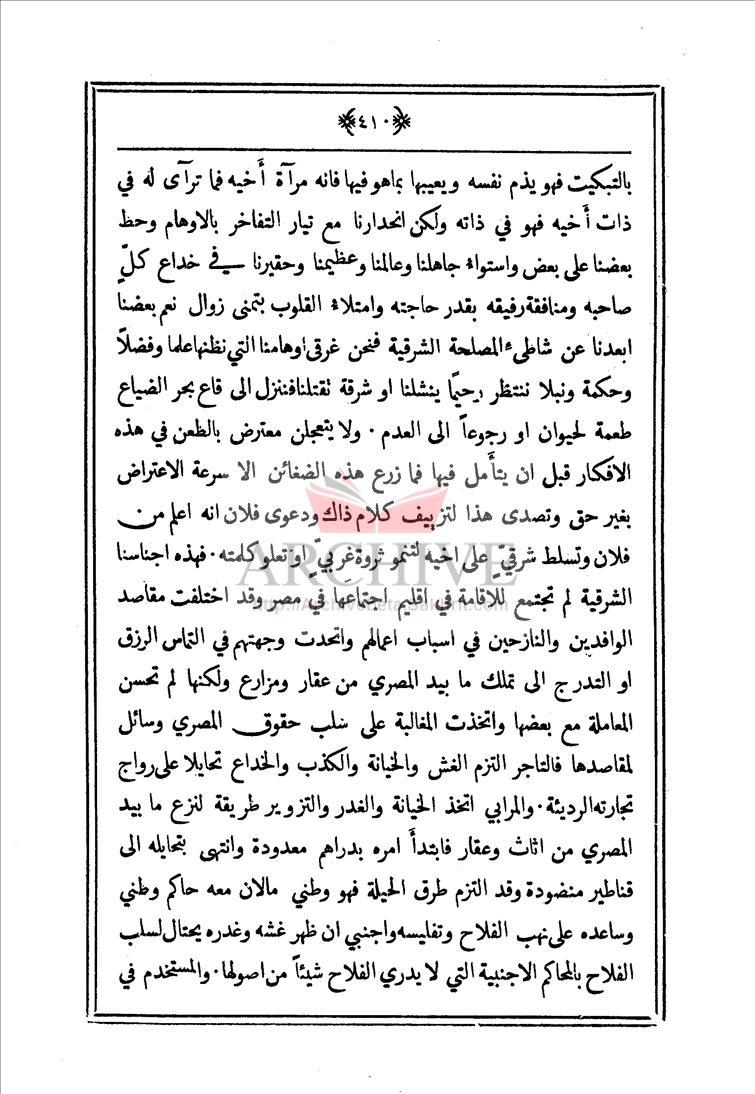 ﴿٤١٠﴾
بالتبكيت فهو يذم نفسه ويعيبها بماهو فيها فانه مرآة أخيه فما ترآى له في
ذات أخيه فهو في ذاته ولكن انحدارنا مع تيار التفاخر بالاوهام وحظ
بعضنا على بعض واستواء جاهلنا وعالمنا وعظيمنا وحقيرنا في خداع كلٍّ
صاحبه ومنافقة رفيقه بقدر حاجته وامتلاء القلوب بتمنى زوال نعم بعضنا
ابعدنا عن شاطىء المصلحة الشرقية فنحن غرقى اوهامنا التي نظنها علما وفضلاً
وحكمة ونبلا ننتظر رحيماً ينشلنا او شرقة تقتلنا فننزل الى قاع بحر الضياع
طعمة لحيوان او رجوعاً الى العدم ٠ ولا يتعجلن معترض بالظعن في هذه
الافكار قبل ان يتأمل فيها فما زرع هذه الضغائن الا سرعة الاعتراض
بغير حق وتصدى هذا لتزييف كلام ذاك ودعوى فلان انه اعلم من
فلان وتسلط شرقيٍّ على اخيه لتنمو ثروة غربيٍّ او تعلو كلمته ٠ فهذه اجناسنا
الشرقية لم تجتمع للاقامة في اقليم اجتماعها في مصر وقد اختلفت مقاصد
الوافدين والنازحين في اسباب اعمالهم واتحدت وجهتهم في التماس الرزق
او التدرج الى تملك ما بيد المصري من عقار ومزارع ولكنها لم تحسن
المعاملة مع بعضها واتخذت المغالبة على سلب حقوق المصري وسائل
لمقاصدها فالتاجر التزم الغش والخيانة والكذب والخداع تحايلا على رواج
تجارته الرديئة ٠ والمرابي اتخذ الخيانة والغدر والتزوير طريقة لنزع ما بيد
المصري من اثاث وعقار فابتدأ امره بدراهم معدودة وانتهى بتحايله الى
قناطير منضودة وقد التزم طرق الحيلة فهو وطني مالان معه حاكم وطني
وساعده على نهب الفلاح وتفليسه واجنبي ان ظهر غشه وغدره يحتال لسلب
الفلاح بالمحاكم الاجنبية التي لا يدري الفلاح شيئاً من اصولها ٠ والمستخدم في
ARCHIVE